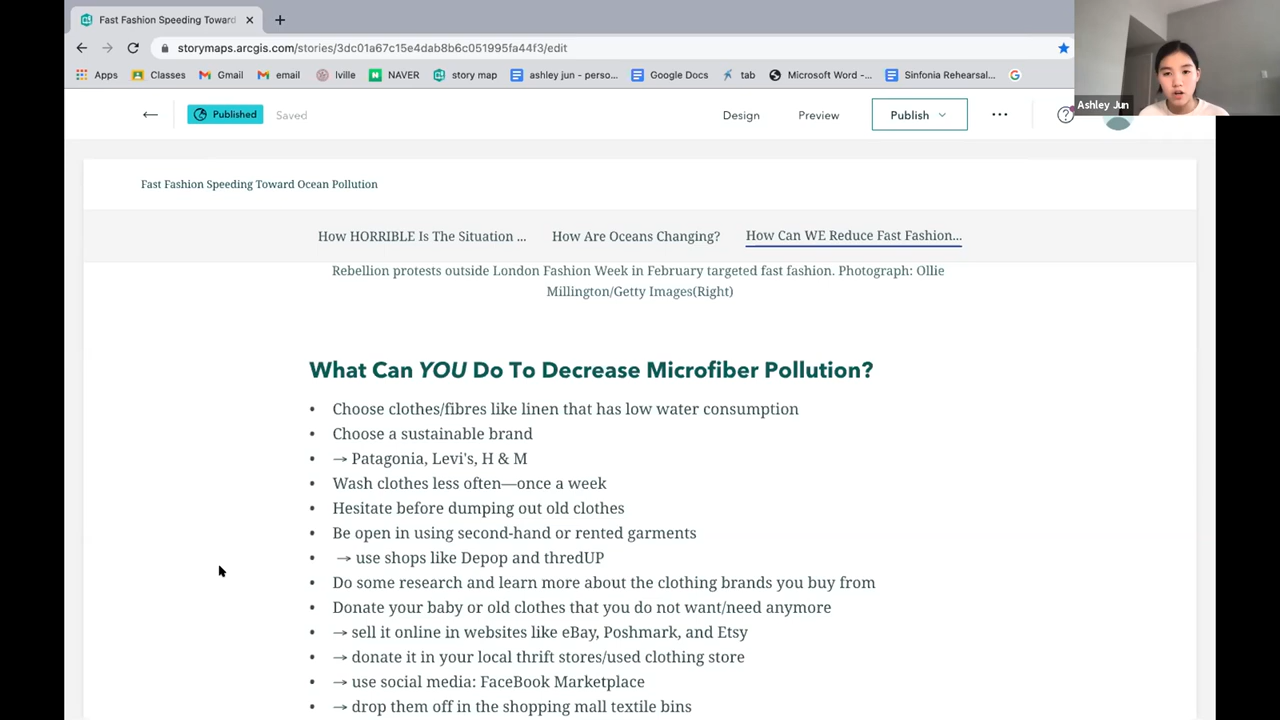 Fast Fashion Speeding Toward
storymaps.arcgis.com/stories/3dc01a67c15e4dab8b6c051995fa44f3/edit
Apps Classes Gmail email lville NAVER story map ashley jun - perso... Google Docs tab Microsoft Word -... Sinfonia Rehearsal...
Ashley Jun
Published Saved Design Preview Publish
Fast Fashion Speeding Toward Ocean Pollution
How HORRIBLE Is The Situation ... How Are Oceans Changing? How Can WE Reduce Fast Fashion...
Rebellion protests outside London Fashion Week in February targeted fast fashion. Photograph: Ollie
Millington/Getty Images(Right)
What Can YOU Do To Decrease Microfiber Pollution?
• Choose clothes/fibres like linen that has low water consumption
• Choose a sustainable brand
• → Patagonia, Levi's, H & M
• Wash clothes less often—once a week
• Hesitate before dumping out old clothes
• Be open in using second-hand or rented garments
• → use shops like Depop and thredUP
• Do some research and learn more about the clothing brands you buy from
• Donate your baby or old clothes that you do not want/need anymore
• → sell it online in websites like eBay, Poshmark, and Etsy
• → donate it in your local thrift stores/used clothing store
• → use social media: FaceBook Marketplace
• → drop them off in the shopping mall textile bins